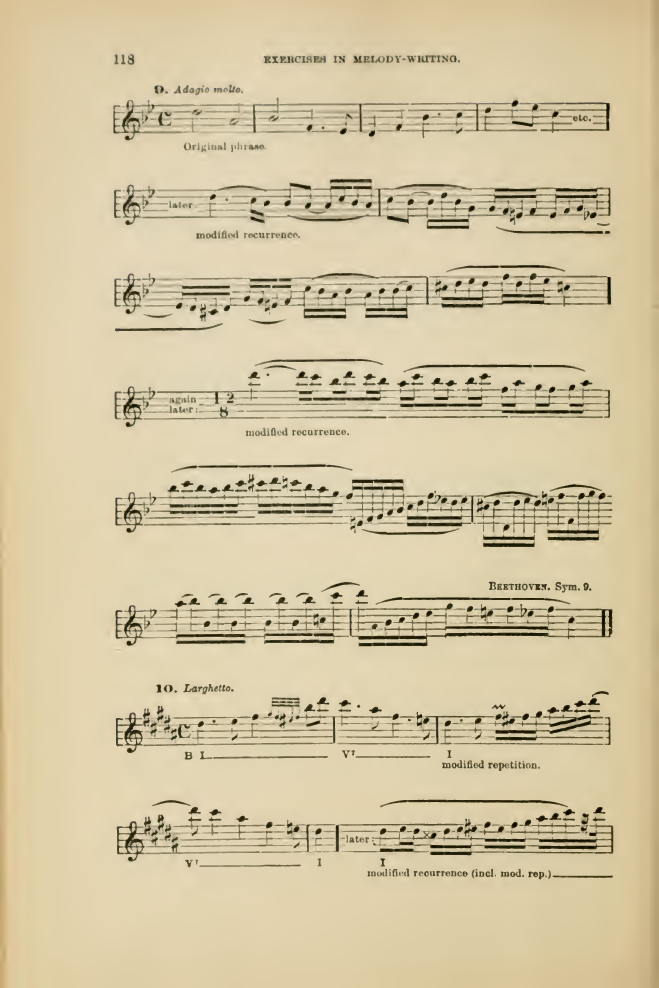 118
EXERCISES IN MELODY-WRITING.
9. Adagio molto.
etc.
Original phrase.
later:
modified recurrence.
again
later:
12
8
modified recurrence.
BEETHOVEN. Sym. 9.
10. Larghetto.
B I V7 I
modified repetition.
later:
V7 I I
modified recurrence (incl. mod. rep.)